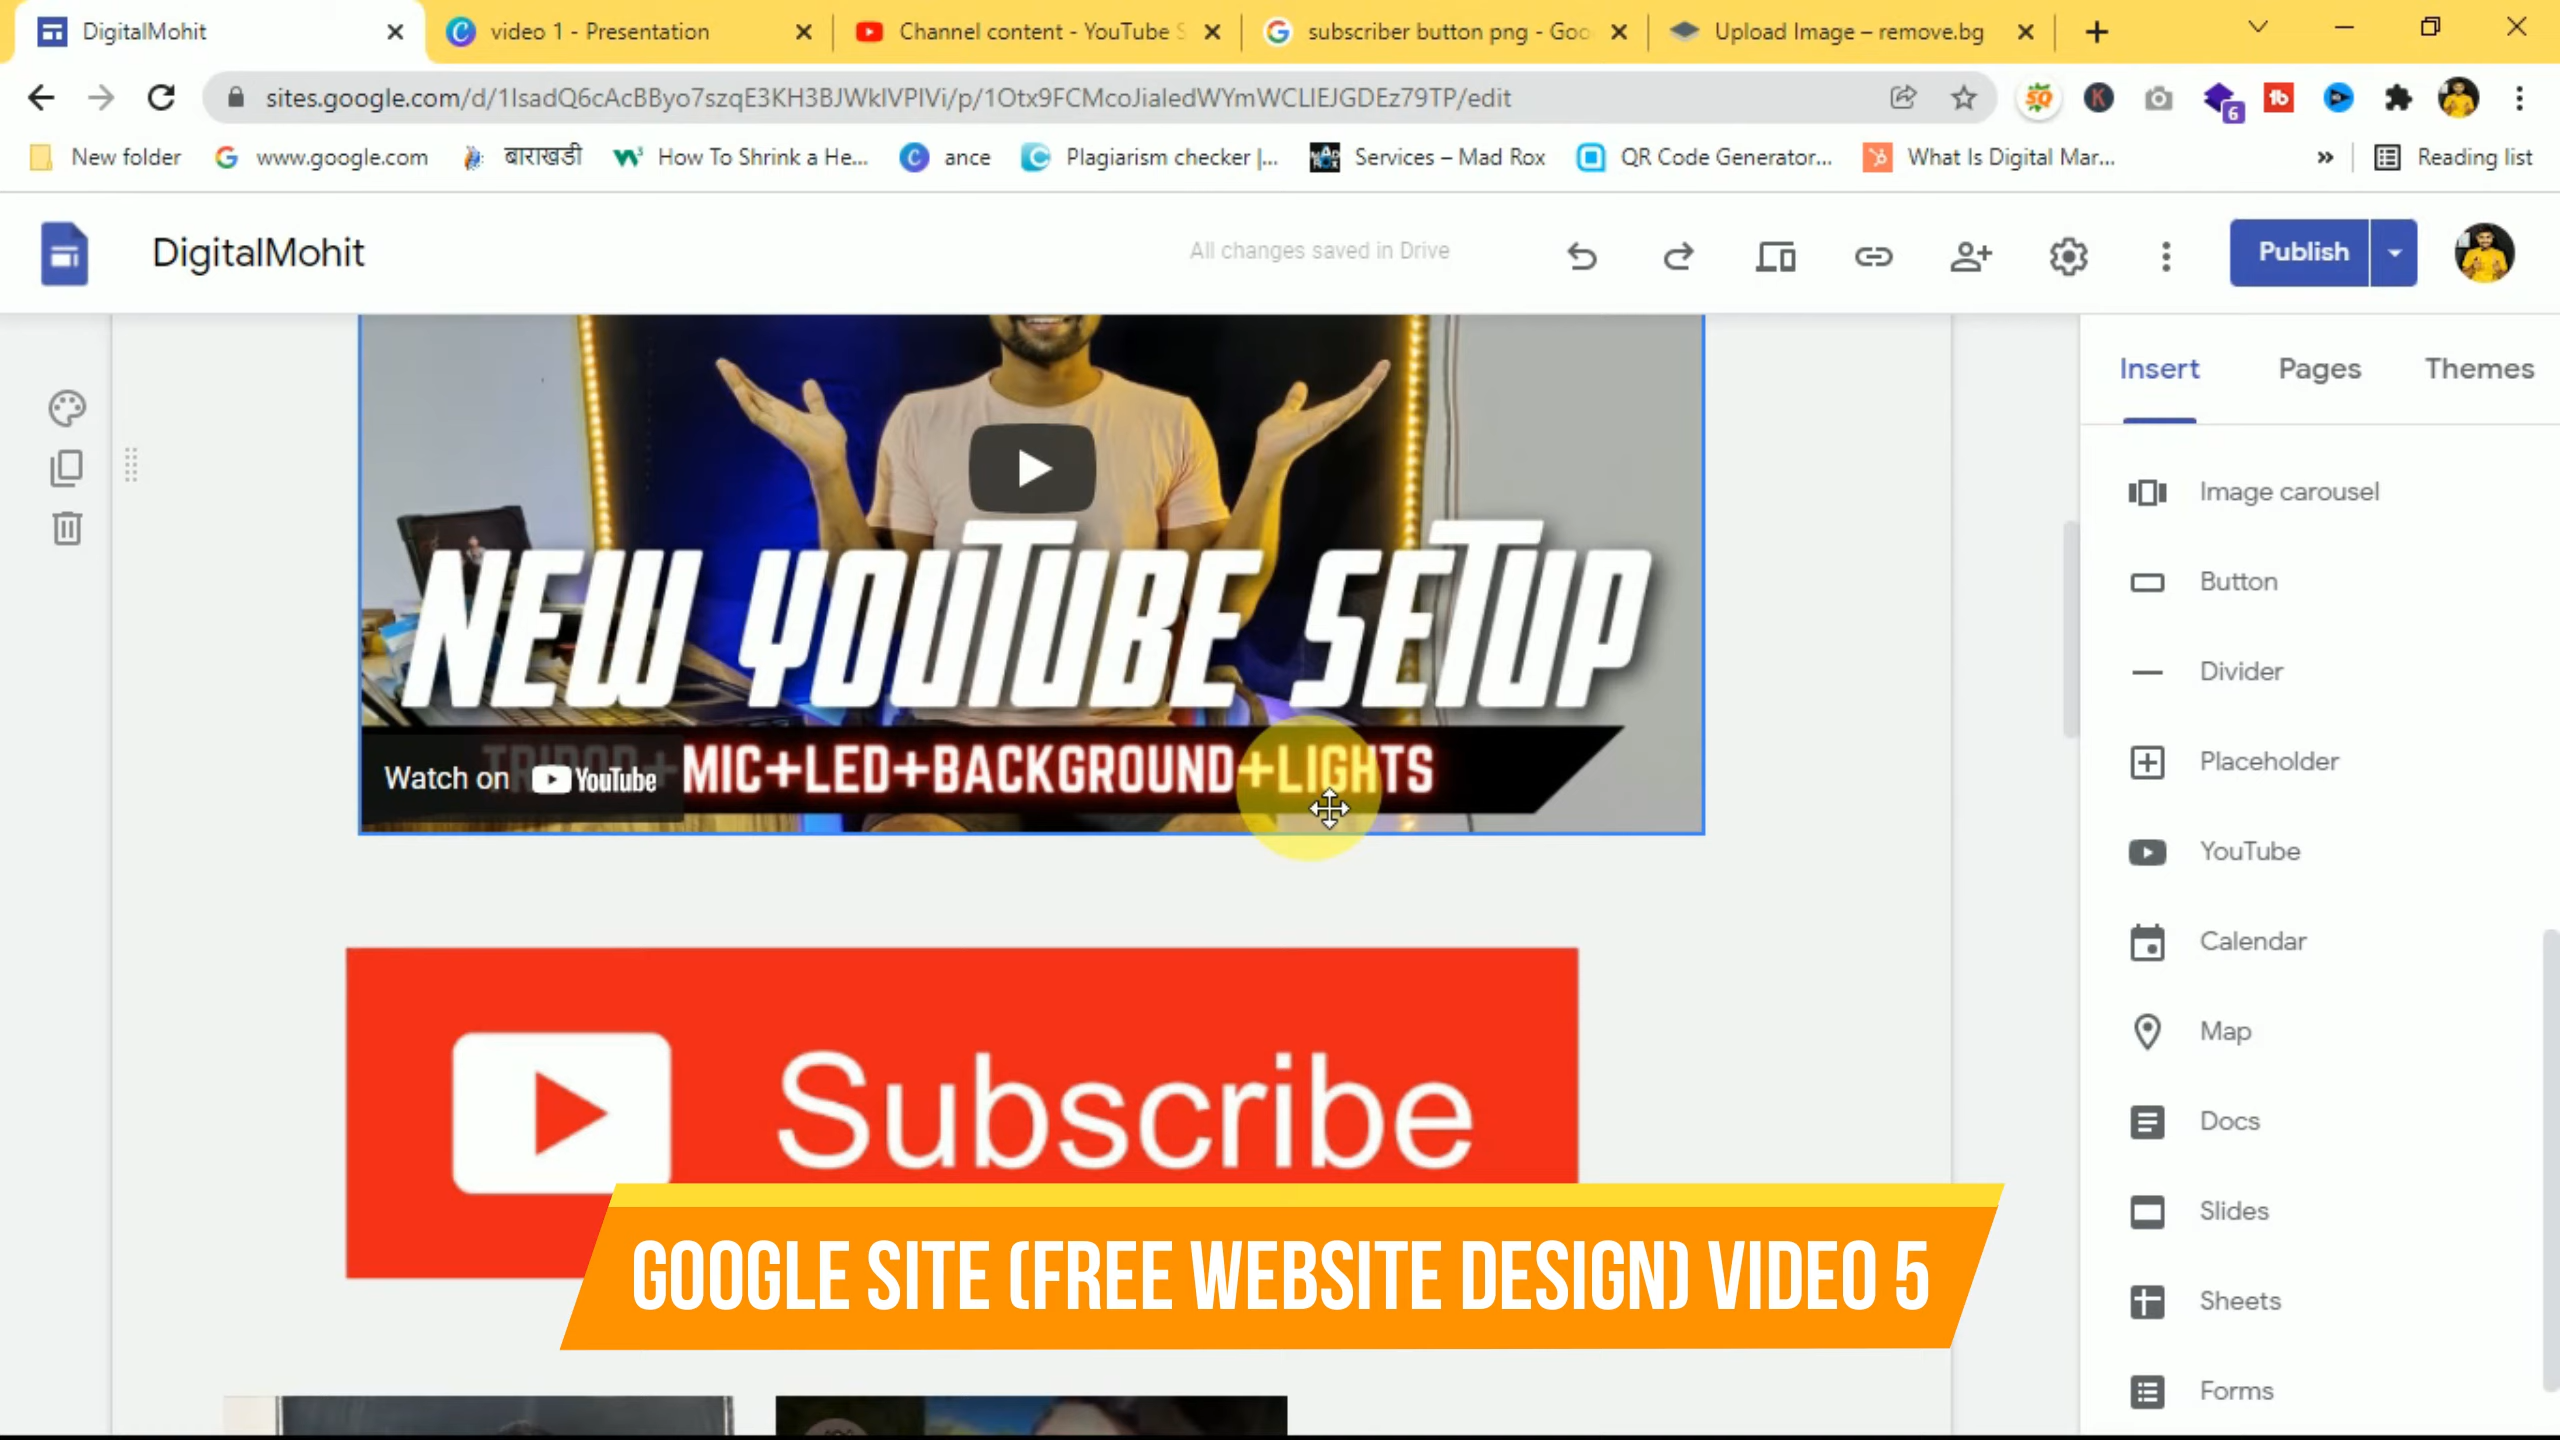 DigitalMohit
video 1 - Presentation
Channel content - YouTube S
subscriber button png - Goo
Upload Image – remove.bg
sites.google.com/d/1IsadQ6cAcBByo7szqE3KH3BJWkIVPIVi/p/1Otx9FCMcoJialedWYmWCLIEJGDEz79TP/edit
6
New folder
www.google.com
बाराखडी
How To Shrink a He...
ance
Plagiarism checker |...
Services – Mad Rox
QR Code Generator...
What Is Digital Mar...
»
Reading list
DigitalMohit
All changes saved in Drive
Publish
Insert
Pages
Themes
Image carousel
Button
Divider
Placeholder
YouTube
Calendar
Map
Docs
Slides
Sheets
Forms
NEW YOUTUBE SETUP
TRIPOD+MIC+LED+BACKGROUND+LIGHTS
Watch on YouTube
Subscribe
GOOGLE SITE (FREE WEBSITE DESIGN) VIDEO 5